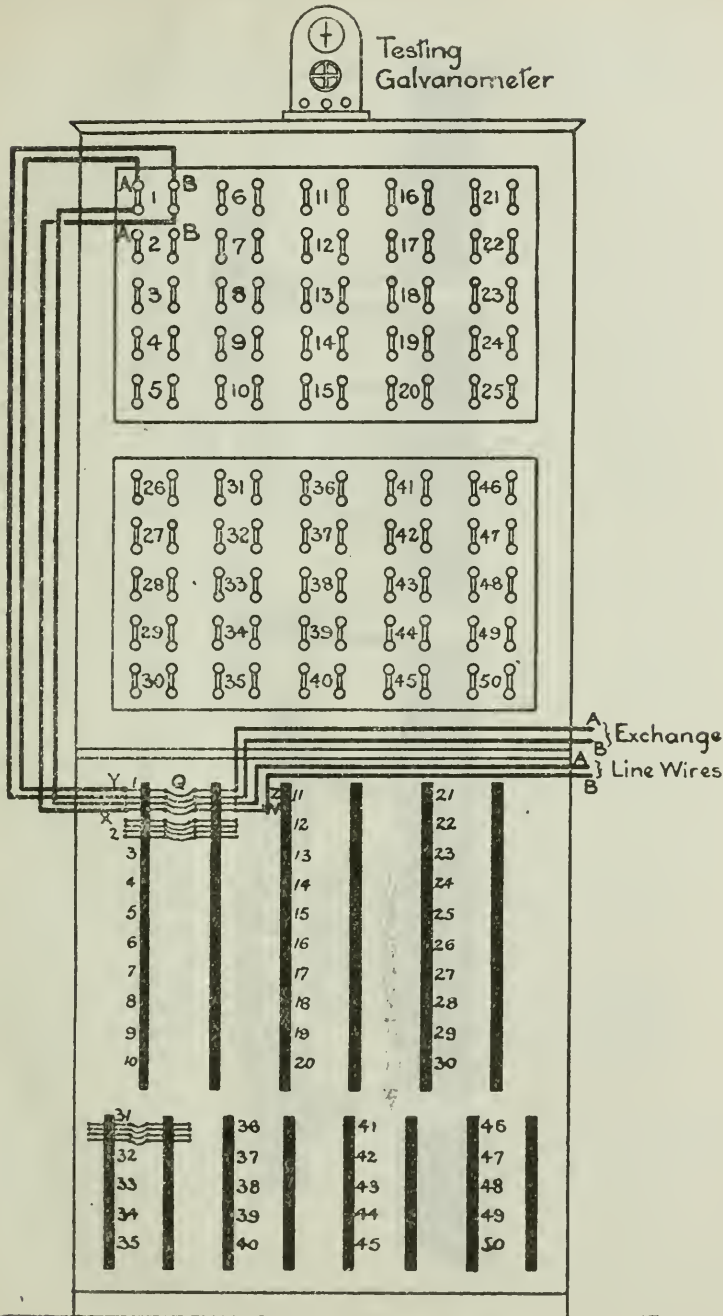 Testing
Galvanometer
A 1 B 6 11 16 21
A 2 B 7 12 17 22
3 8 13 18 23
4 9 14 19 24
5 10 15 20 25
26 31 36 41 46
27 32 37 42 47
28 33 38 43 48
29 34 39 44 49
30 35 40 45 50
A
B } Exchange
A } Line Wires
B
Y 1 Q Z 11 21
X W
2 12 22
3 13 23
4 14 24
5 15 25
6 16 26
7 17 27
8 18 28
9 19 29
10 20 30
31 36 41 46
32 37 42 47
33 38 43 48
34 39 44 49
35 40 45 50